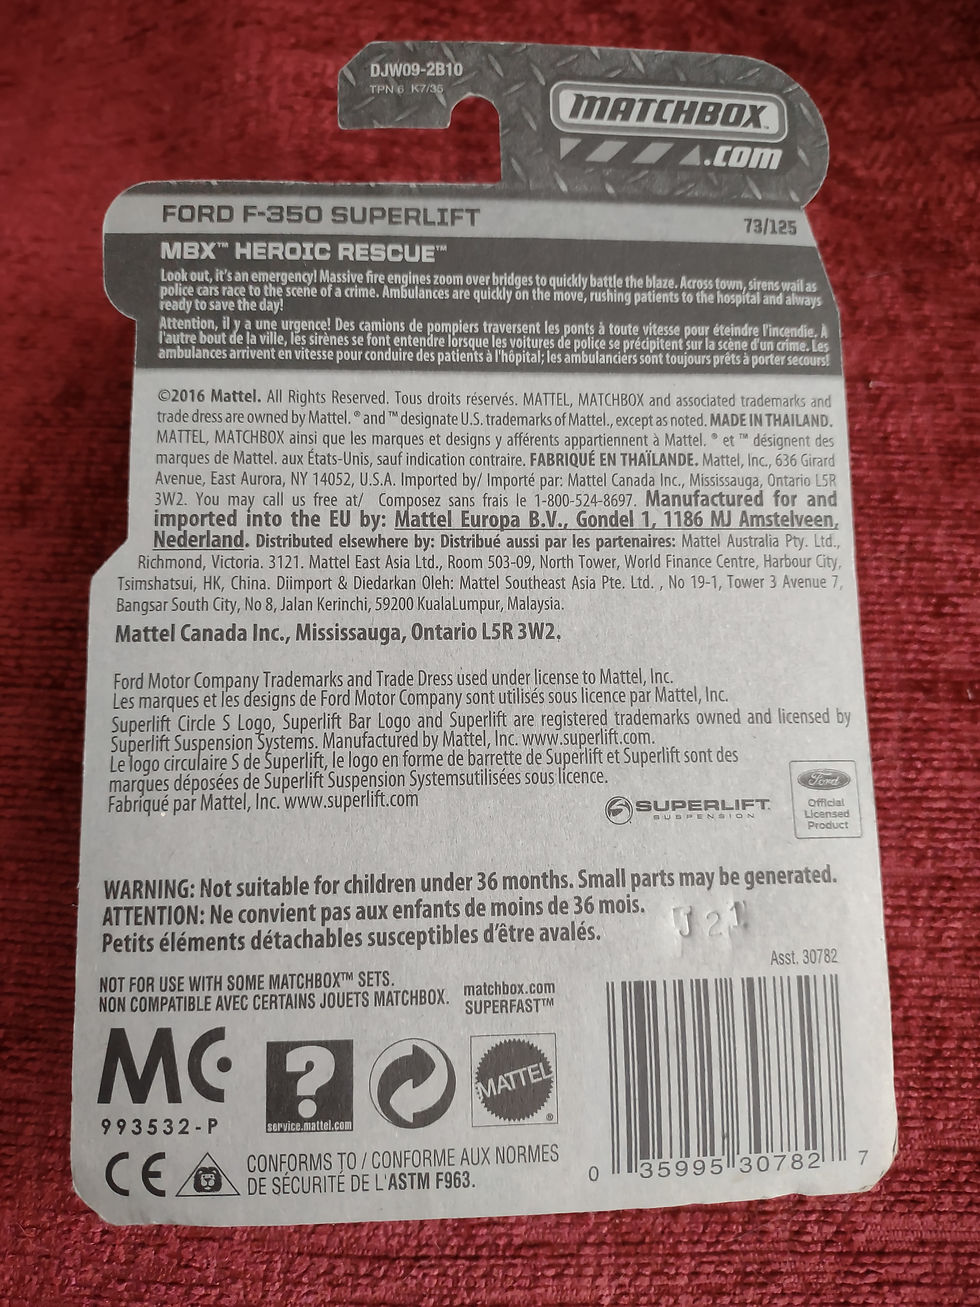 DJW09-2B10
TPN 6 K7/35
MATCHBOX
.COM
FORD F-350 SUPERLIFT
73/125
MBX™ HEROIC RESCUE™
Look out, it's an emergency! Massive fire engines zoom over bridges to quickly battle the blaze. Across town, sirens wail as
police cars race to the scene of a crime. Ambulances are quickly on the move, rushing patients to the hospital and always
ready to save the day!
Attention, il y a une urgence! Des camions de pompiers traversent les ponts à toute vitesse pour éteindre l'incendie. À
l'autre bout de la ville, les sirènes se font entendre lorsque les voitures de police se précipitent sur la scène d'un crime. Les
ambulances arrivent en vitesse pour conduire des patients à l'hôpital; les ambulanciers sont toujours prêts à porter secours!
©2016 Mattel. All Rights Reserved. Tous droits réservés. MATTEL, MATCHBOX and associated trademarks and
trade dress are owned by Mattel. ® and ™ designate U.S. trademarks of Mattel., except as noted. MADE IN THAILAND.
MATTEL, MATCHBOX ainsi que les marques et designs y afférents appartiennent à Mattel. ® et ™ désignent des
marques de Mattel. aux États-Unis, sauf indication contraire. FABRIQUÉ EN THAÏLANDE. Mattel, Inc., 636 Girard
Avenue, East Aurora, NY 14052, U.S.A. Imported by/ Importé par: Mattel Canada Inc., Mississauga, Ontario L5R
3W2. You may call us free at/ Composez sans frais le 1-800-524-8697. Manufactured for and
imported into the EU by: Mattel Europa B.V., Gondel 1, 1186 MJ Amstelveen,
Nederland. Distributed elsewhere by: Distribué aussi par les partenaires: Mattel Australia Pty. Ltd.,
Richmond, Victoria. 3121. Mattel East Asia Ltd., Room 503-09, North Tower, World Finance Centre, Harbour City,
Tsimshatsui, HK, China. Diimport & Diedarkan Oleh: Mattel Southeast Asia Pte. Ltd. , No 19-1, Tower 3 Avenue 7,
Bangsar South City, No 8, Jalan Kerinchi, 59200 KualaLumpur, Malaysia.
Mattel Canada Inc., Mississauga, Ontario L5R 3W2.
Ford Motor Company Trademarks and Trade Dress used under license to Mattel, Inc.
Les marques et les designs de Ford Motor Company sont utilisés sous licence par Mattel, Inc.
Superlift Circle S Logo, Superlift Bar Logo and Superlift are registered trademarks owned and licensed by
Superlift Suspension Systems. Manufactured by Mattel, Inc. www.superlift.com.
Le logo circulaire S de Superlift, le logo en forme de barrette de Superlift et Superlift sont des
marques déposées de Superlift Suspension Systemsutilisées sous licence.
Fabriqué par Mattel, Inc. www.superlift.com
SUPERLIFT
SUSPENSION
Ford
Official
Licensed
Product
WARNING: Not suitable for children under 36 months. Small parts may be generated.
ATTENTION: Ne convient pas aux enfants de moins de 36 mois.
Petits éléments détachables susceptibles d'être avalés.
J21
Asst. 30782
NOT FOR USE WITH SOME MATCHBOX™ SETS.
NON COMPATIBLE AVEC CERTAINS JOUETS MATCHBOX.
matchbox.com
SUPERFAST™
MC
993532-P
?
service.mattel.com
MATTEL
®
CE
CONFORMS TO / CONFORME AUX NORMES
DE SÉCURITÉ DE L'ASTM F963.
0 35995 30782 7